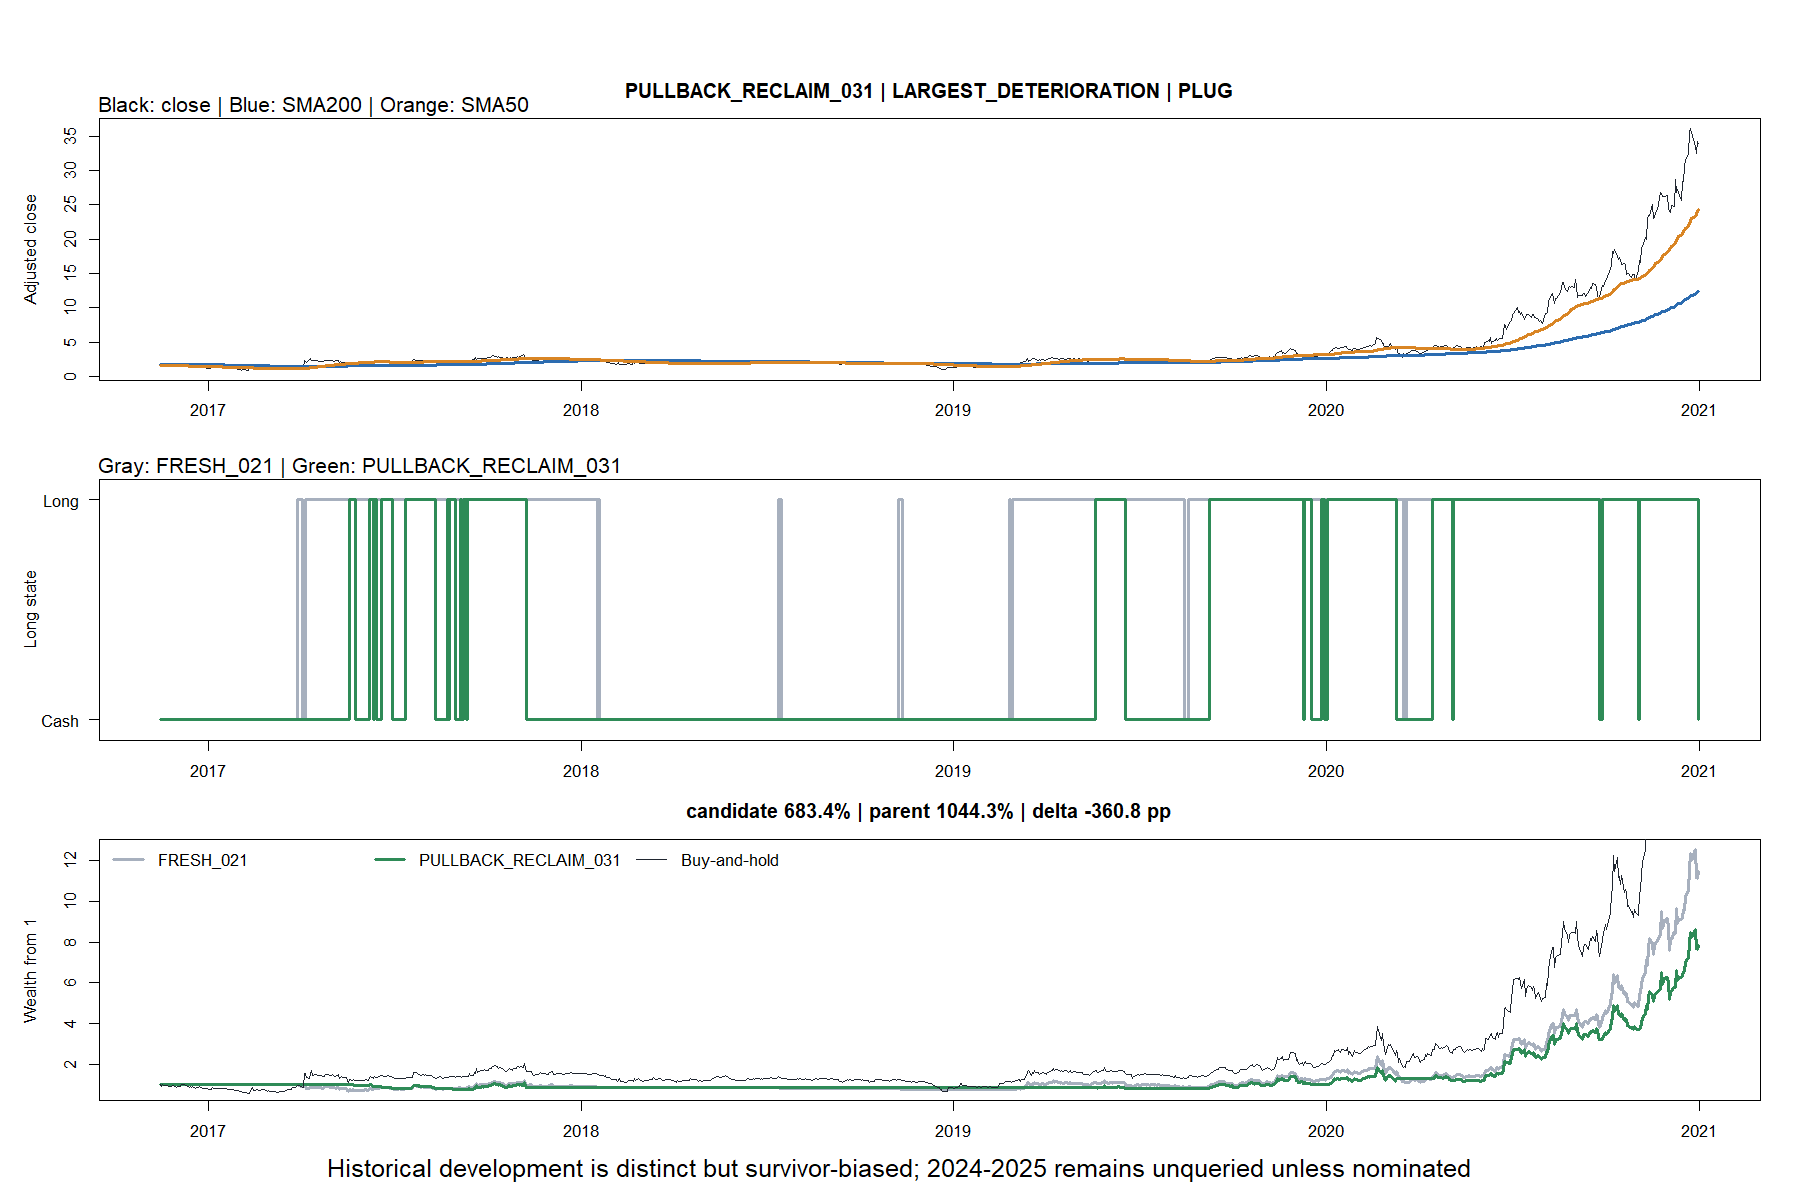 PULLBACK_RECLAIM_031 | LARGEST_DETERIORATION | PLUG
Black: close | Blue: SMA200 | Orange: SMA50
Adjusted close
35
30
25
20
15
10
5
0
2017 2018 2019 2020 2021
Gray: FRESH_021 | Green: PULLBACK_RECLAIM_031
Long state
Long
Cash
2017 2018 2019 2020 2021
candidate 683.4% | parent 1044.3% | delta -360.8 pp
FRESH_021 PULLBACK_RECLAIM_031 Buy-and-hold
Wealth from 1
12
10
8
6
4
2
2017 2018 2019 2020 2021
Historical development is distinct but survivor-biased; 2024-2025 remains unqueried unless nominated